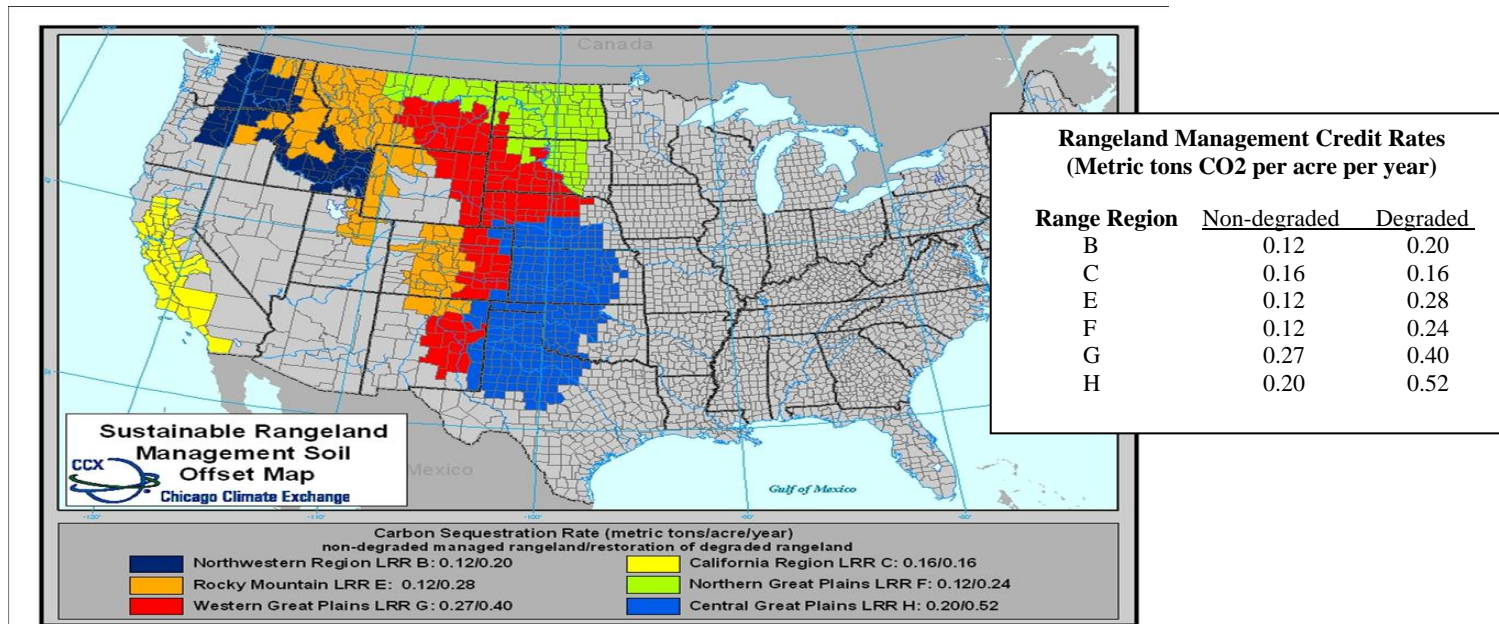 Canada
Mexico
Gulf of Mexico
Sustainable Rangeland
Management Soil
Offset Map
CCX
Chicago Climate Exchange
-120°
-110°
-100°
-90°
-80°
Carbon Sequestration Rate (metric tons/acre/year)
non-degraded managed rangeland/restoration of degraded rangeland
Northwestern Region LRR B: 0.12/0.20
California Region LRR C: 0.16/0.16
Rocky Mountain LRR E: 0.12/0.28
Northern Great Plains LRR F: 0.12/0.24
Western Great Plains LRR G: 0.27/0.40
Central Great Plains LRR H: 0.20/0.52
Rangeland Management Credit Rates
(Metric tons CO2 per acre per year)
Range Region Non-degraded Degraded
B 0.12 0.20
C 0.16 0.16
E 0.12 0.28
F 0.12 0.24
G 0.27 0.40
H 0.20 0.52